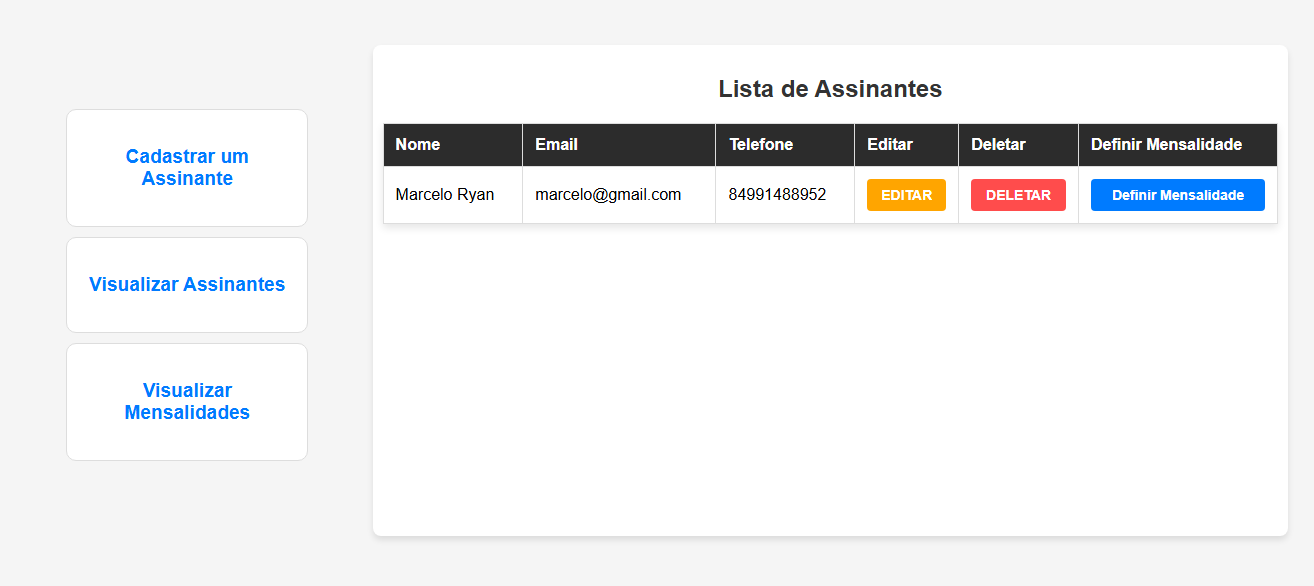 Cadastrar um
Assinante
Visualizar Assinantes
Visualizar
Mensalidades
Lista de Assinantes
Nome Email Telefone Editar Deletar Definir Mensalidade
Marcelo Ryan marcelo@gmail.com 84991488952 EDITAR DELETAR Definir Mensalidade